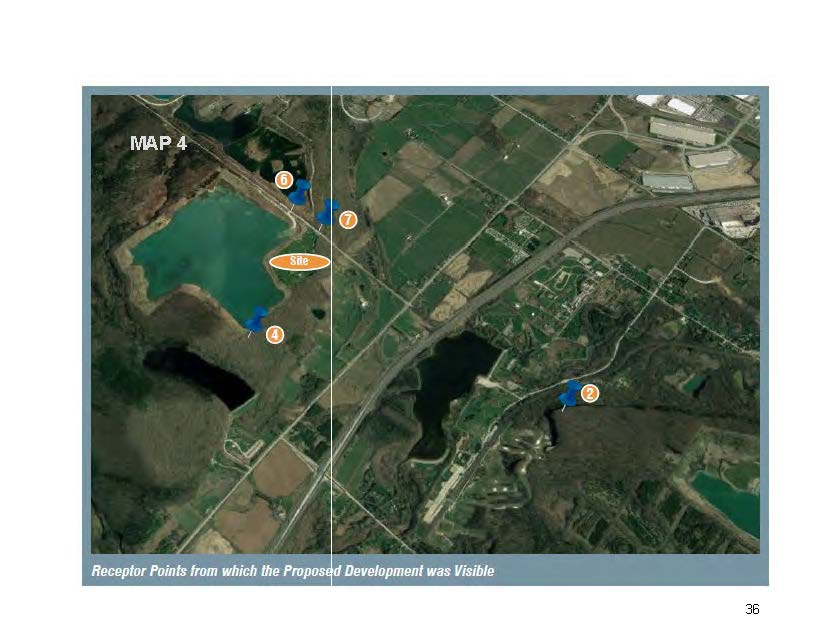 MAP 4
6
7
Site
4
2
Receptor Points from which the Proposed Development was Visible
36